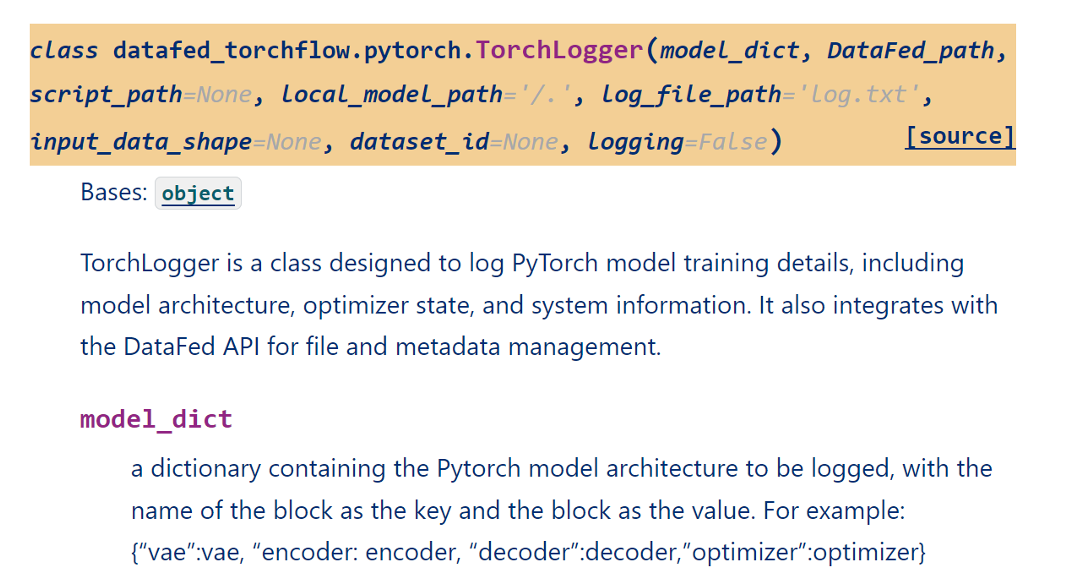 class datafed_torchflow.pytorch.TorchLogger(model_dict, DataFed_path,
script_path=None, local_model_path='/.', log_file_path='log.txt',
input_data_shape=None, dataset_id=None, logging=False) [source]
Bases: object
TorchLogger is a class designed to log PyTorch model training details, including
model architecture, optimizer state, and system information. It also integrates with
the DataFed API for file and metadata management.
model_dict
a dictionary containing the Pytorch model architecture to be logged, with the
name of the block as the key and the block as the value. For example:
{“vae”:vae, “encoder: encoder, “decoder”:decoder,”optimizer”:optimizer}